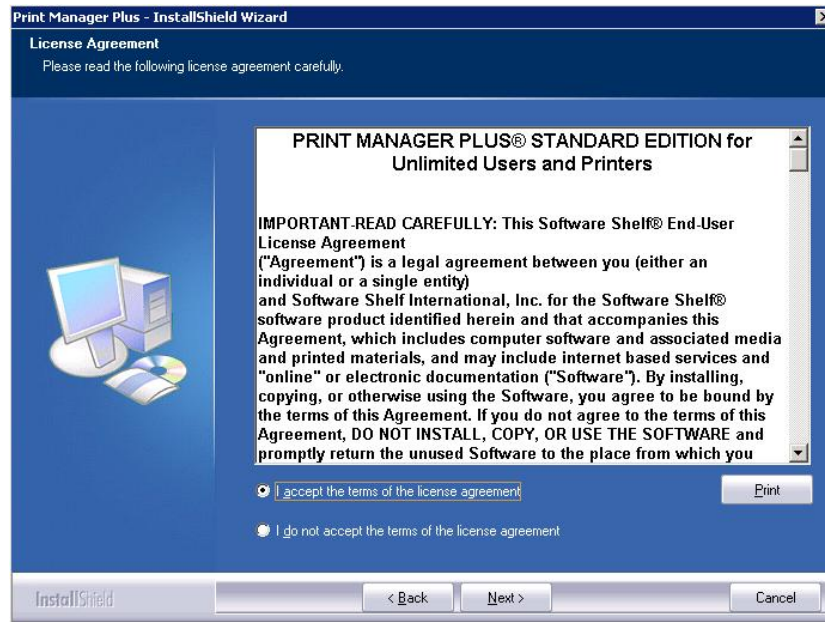 Print Manager Plus - InstallShield Wizard
License Agreement
Please read the following license agreement carefully.
PRINT MANAGER PLUS® STANDARD EDITION for
Unlimited Users and Printers
IMPORTANT-READ CAREFULLY: This Software Shelf® End-User
License Agreement
("Agreement") is a legal agreement between you (either an
individual or a single entity)
and Software Shelf International, Inc. for the Software Shelf®
software product identified herein and that accompanies this
Agreement, which includes computer software and associated media
and printed materials, and may include internet based services and
"online" or electronic documentation ("Software"). By installing,
copying, or otherwise using the Software, you agree to be bound by
the terms of this Agreement. If you do not agree to the terms of this
Agreement, DO NOT INSTALL, COPY, OR USE THE SOFTWARE and
promptly return the unused Software to the place from which you
I accept the terms of the license agreement
Print
I do not accept the terms of the license agreement
InstallShield
< Back
Next >
Cancel